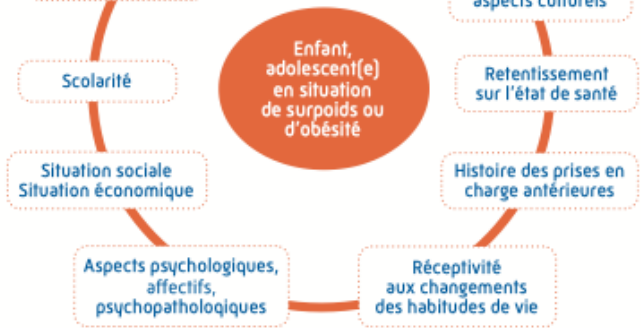 aspects culturels
Enfant,
adolescent(e)
en situation
de surpoids ou
d'obésité
Scolarité
Retentissement
sur l'état de santé
Situation sociale
Situation économique
Histoire des prises en
charge antérieures
Aspects psychologiques,
affectifs,
psychopathologiques
Réceptivité
aux changements
des habitudes de vie